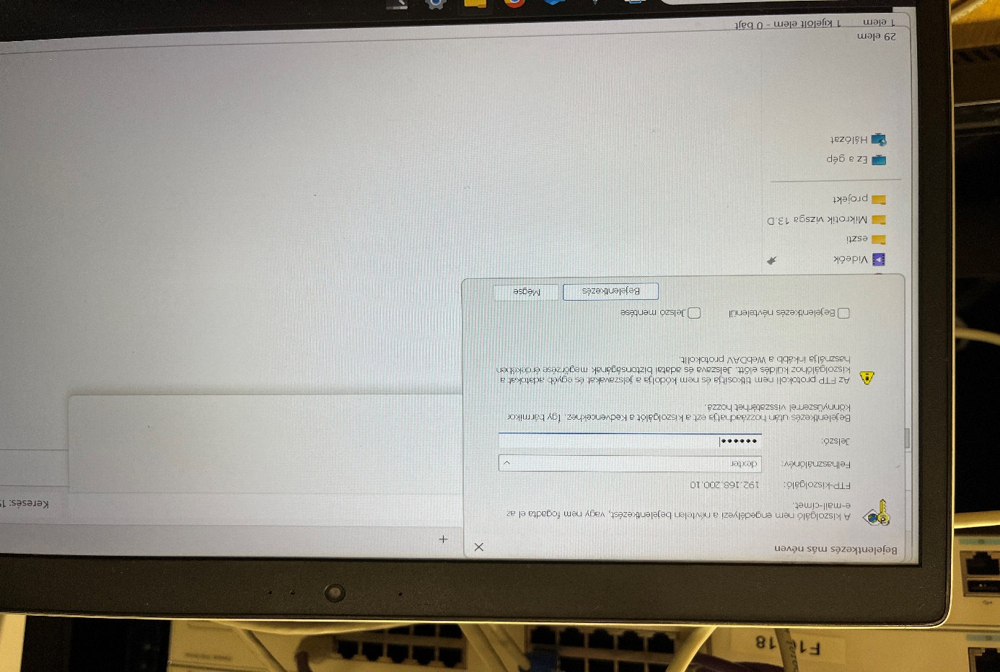 Bejelentkezés más néven
A kiszolgáló nem engedélyezi a névtelen bejelentkezést, vagy nem fogadta el az
e-mail-címet.
FTP-kiszolgáló: 192.168.200.10
Felhasználónév: dexter
Jelszó: ••••••
Bejelentkezés után hozzáadhatja ezt a kiszolgálót a Kedvencekhez. Így bármikor
könnyűszerrel visszatérhet hozzá.
Az FTP protokoll nem titkosítja és nem kódolja a jelszavakat és egyéb adatokat a
kiszolgálóhoz küldés előtt. Jelszava és adatai biztonságának megőrzése érdekében
használja inkább a WebDAV protokollt.
Bejelentkezés névtelenül
Jelszó mentése
Bejelentkezés
Mégse
Keresés: 19
Videók
eszti
Mikrotik vizsga 13.D
projekt
Ez a gép
Hálózat
29 elem
1 elem 1 kijelölt elem - 0 bájt
18